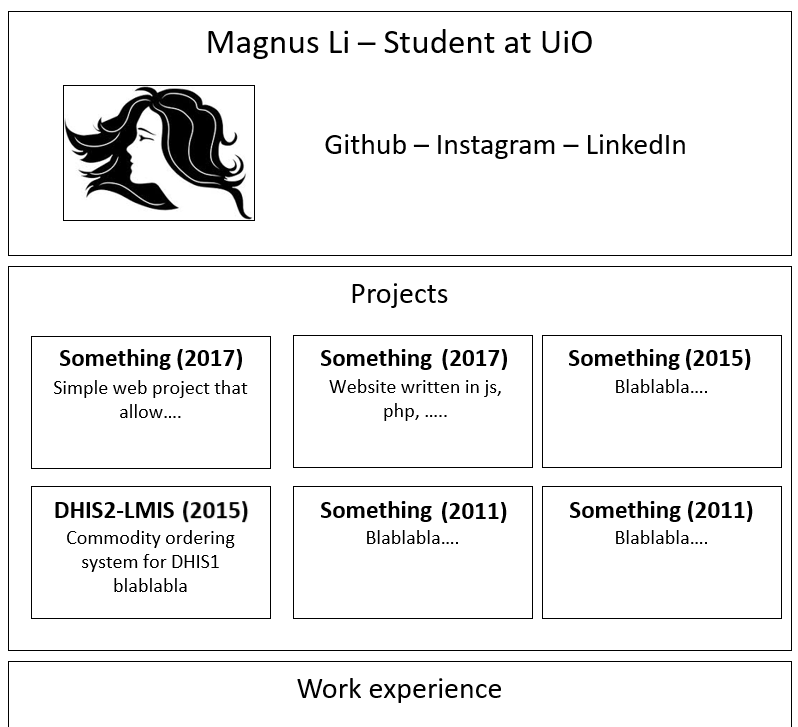 Magnus Li – Student at UiO
Github – Instagram – LinkedIn
Projects
Something (2017)
Simple web project that
allow….
Something (2017)
Website written in js,
php, …..
Something (2015)
Blablabla….
DHIS2-LMIS (2015)
Commodity ordering
system for DHIS1
blablabla
Something (2011)
Blablabla….
Something (2011)
Blablabla….
Work experience